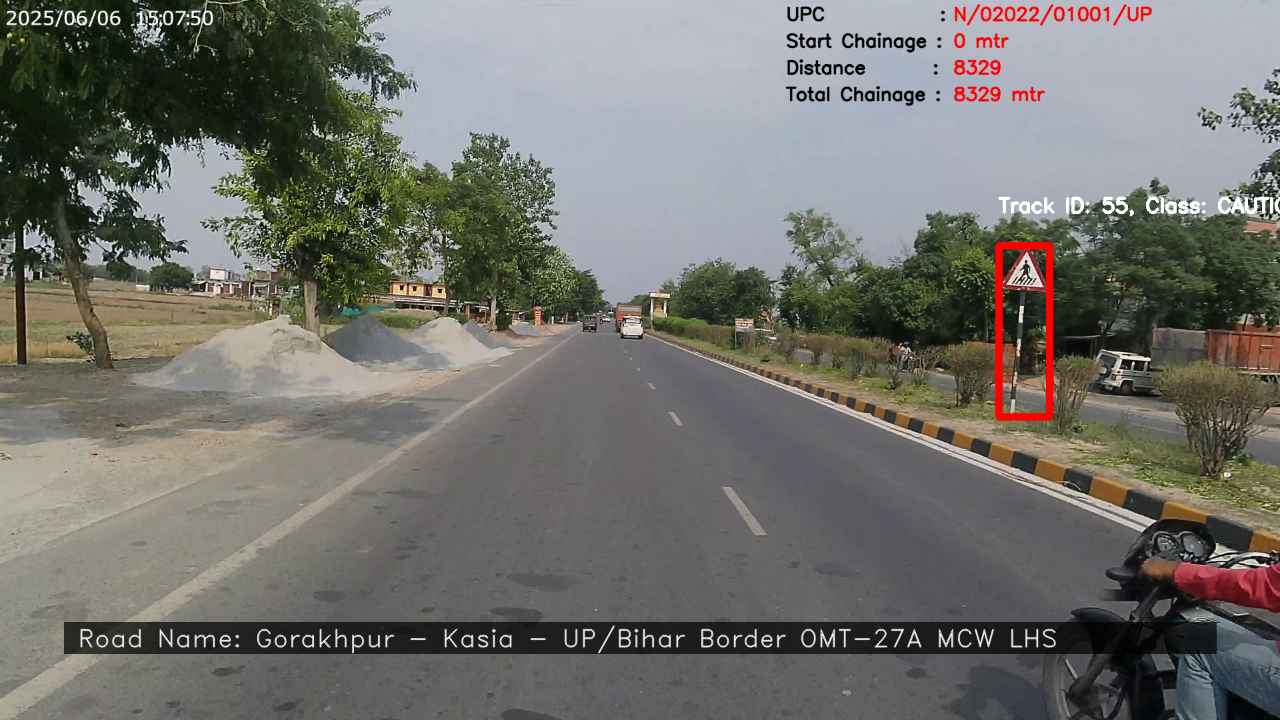 2025/06/06 15:07:50
UPC : N/02022/01001/UP
Start Chainage : 0 mtr
Distance : 8329
Total Chainage : 8329 mtr
Track ID: 55, Class: CAUTIO
Road Name: Gorakhpur - Kasia - UP/Bihar Border OMT-27A MCW LHS